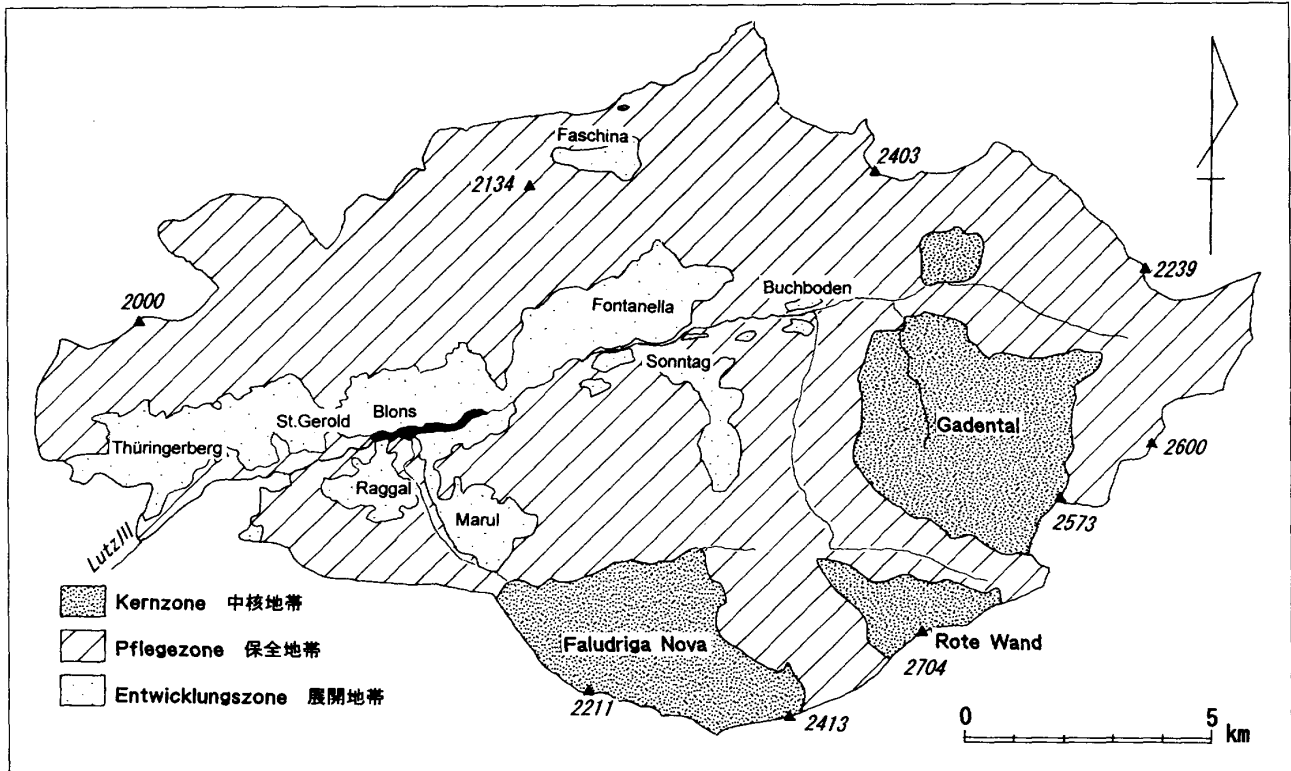 Faschina
2403
2134
2239
2000
Buchboden
Fontanella
Sonntag
St.Gerold
Blons
Thüringerberg
Gadental
2600
Raggal
Marul
2573
Lutz
Kernzone 中核地帯
Pflegezone 保全地帯
Entwicklungszone 展開地帯
Faludriga Nova
Rote Wand
2704
2211
2413
0 5
km